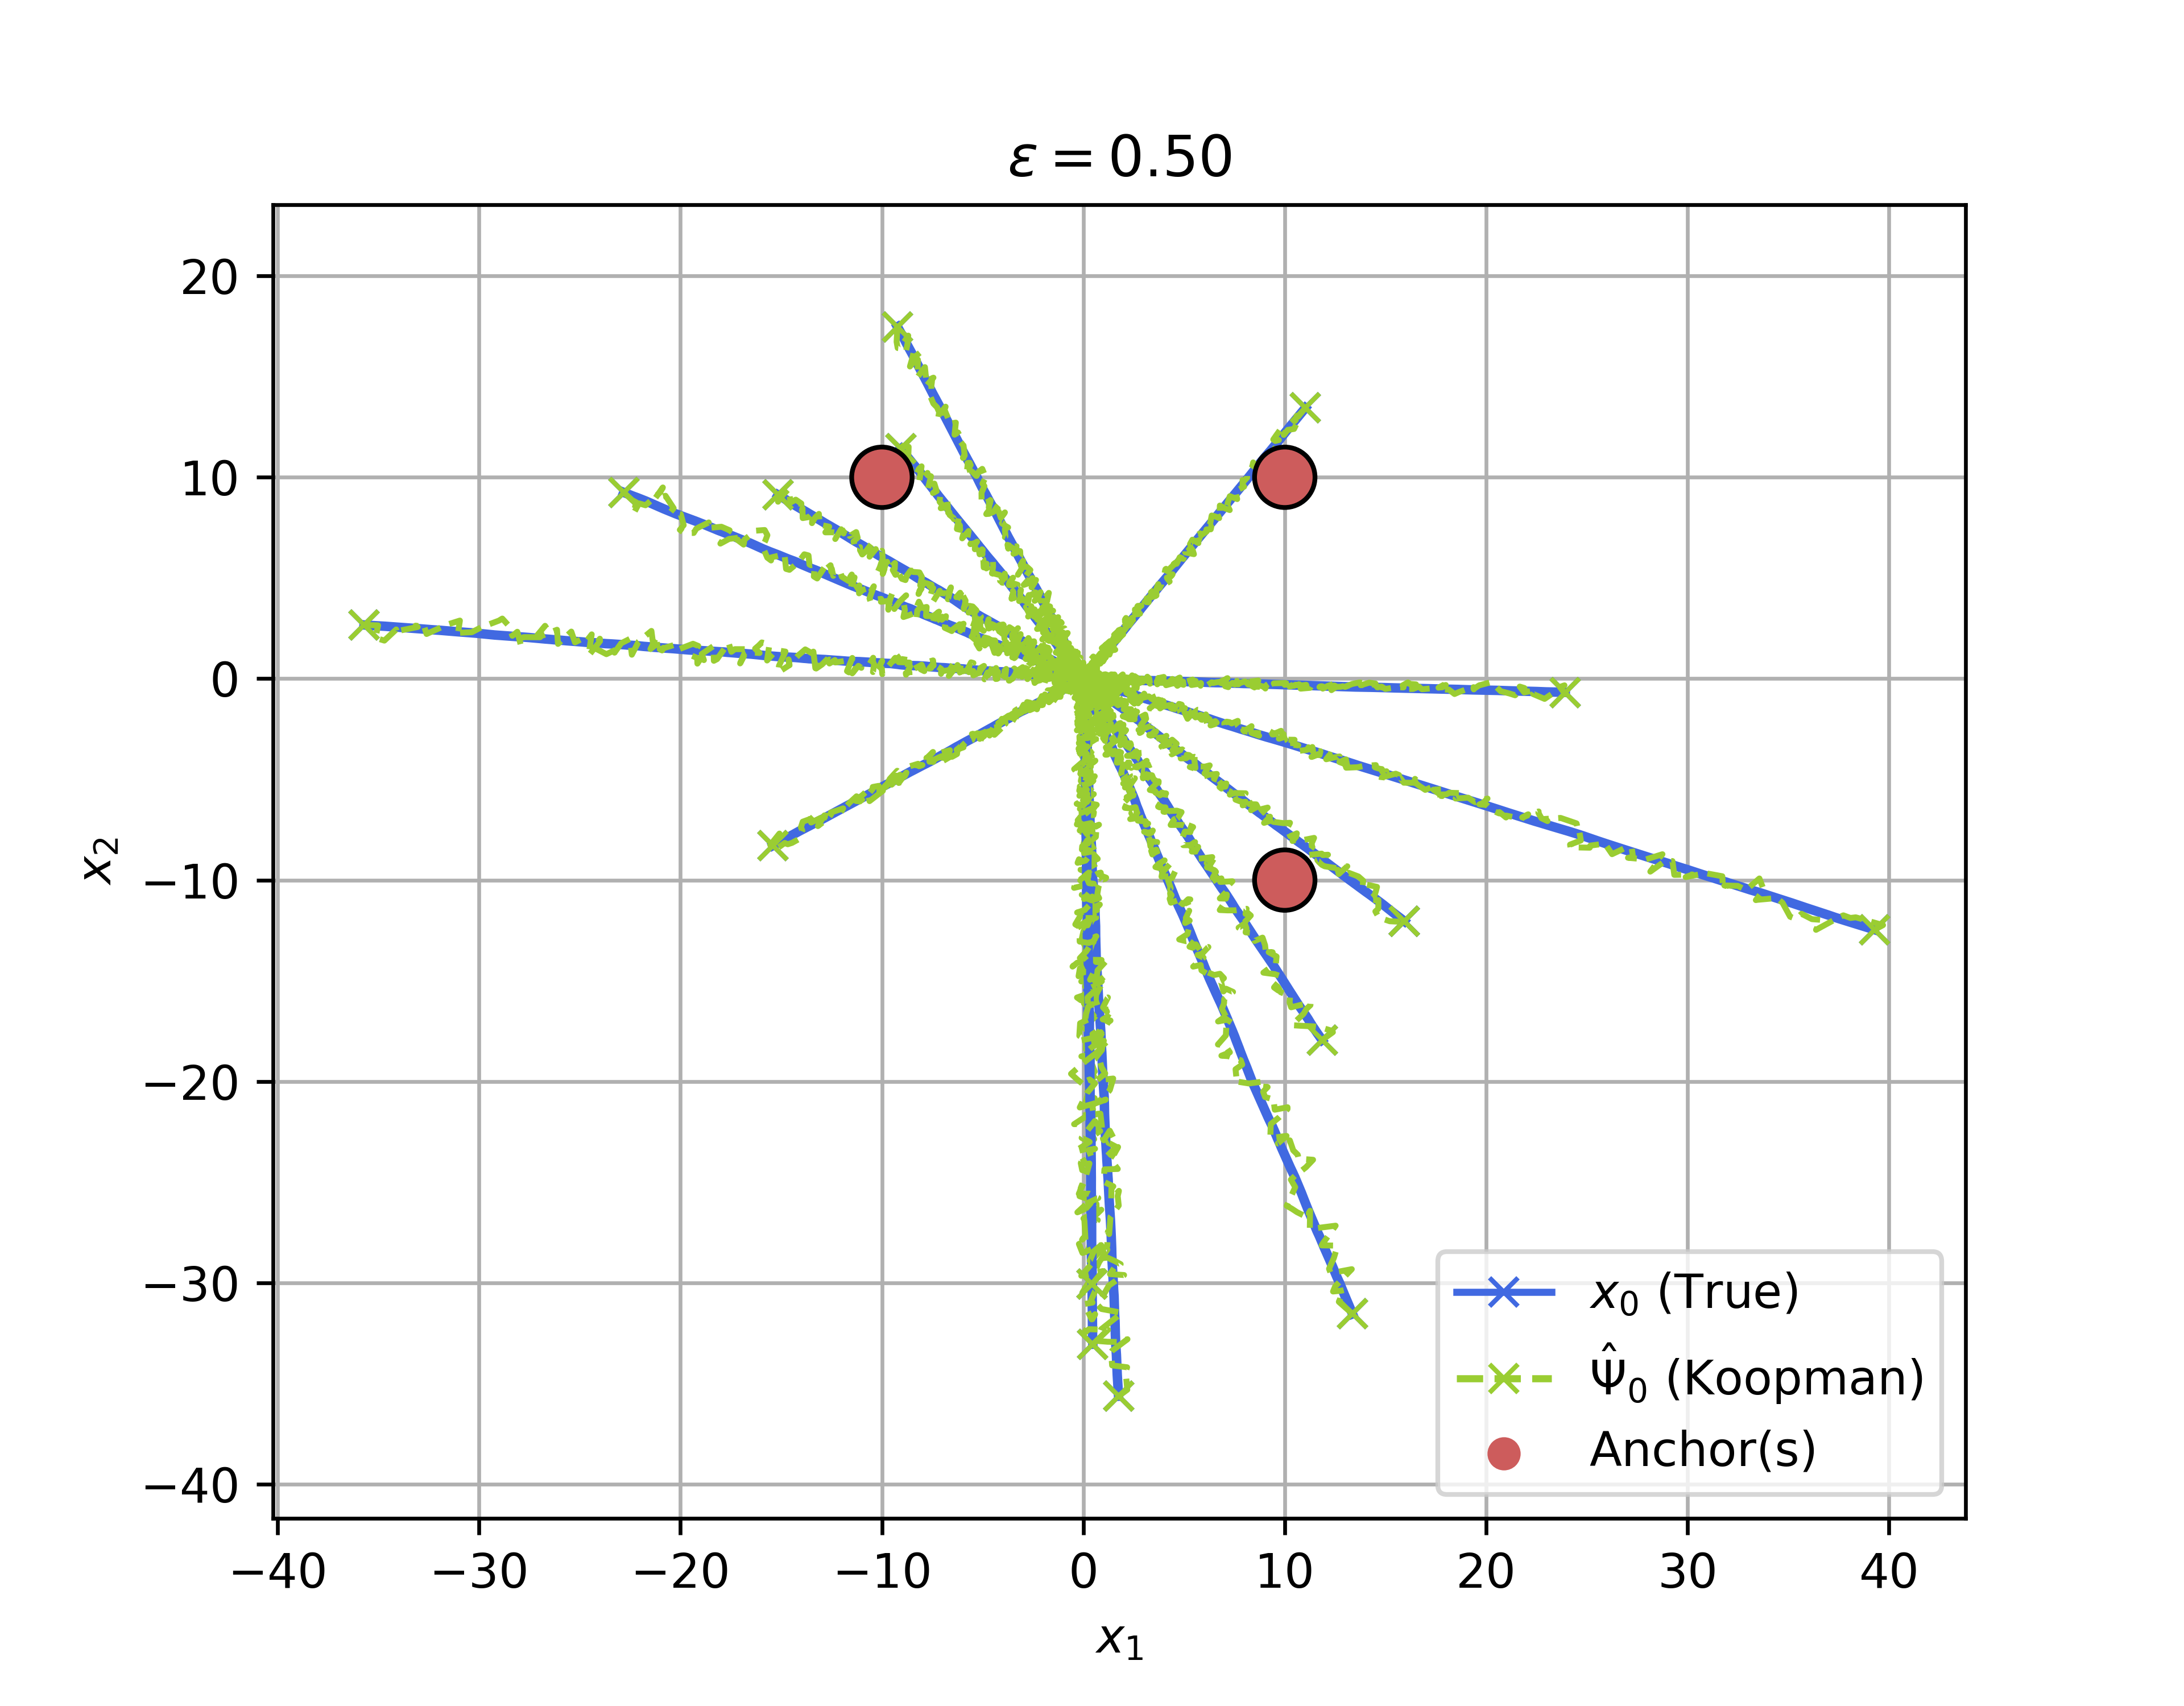 ε = 0.50
20
10
0
−10
−20
−30
−40
x₂
−40 −30 −20 −10 0 10 20 30 40
x₁
x₀ (True)
Ψ̂₀ (Koopman)
Anchor(s)